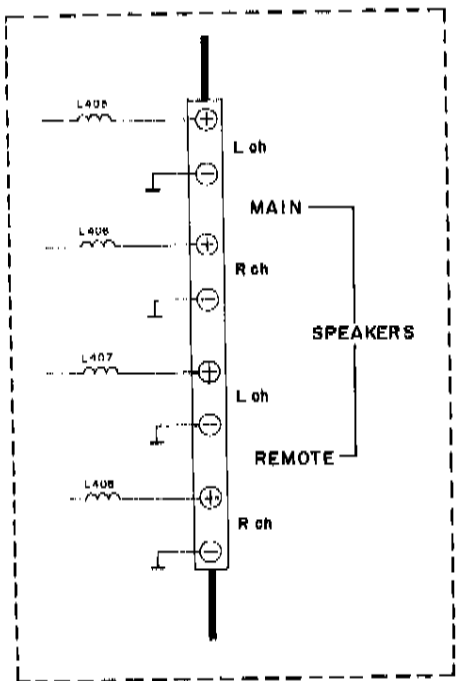 L405
L ch
MAIN
L406
R ch
SPEAKERS
L407
L ch
REMOTE
L408
R ch